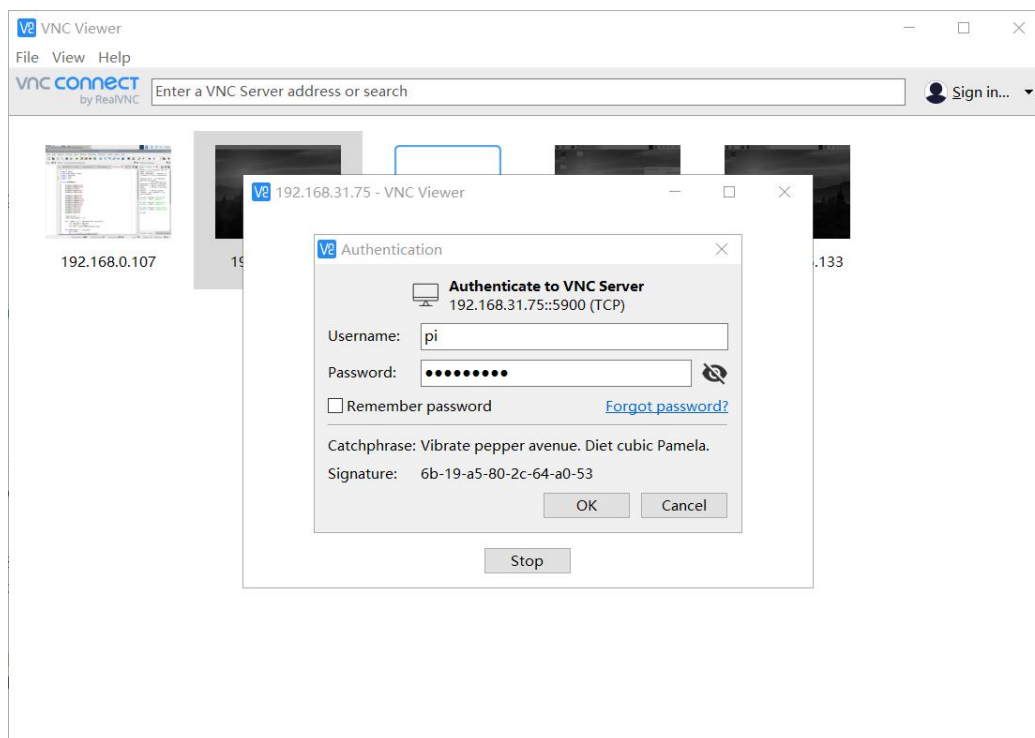 VNC Viewer
File View Help
VNC CONNECT
by RealVNC
Enter a VNC Server address or search
Sign in...
192.168.31.75 - VNC Viewer
Authentication
Authenticate to VNC Server
192.168.31.75::5900 (TCP)
Username: pi
Password: •••••••••
Remember password Forgot password?
Catchphrase: Vibrate pepper avenue. Diet cubic Pamela.
Signature: 6b-19-a5-80-2c-64-a0-53
OK Cancel
Stop
192.168.0.107 19 .133